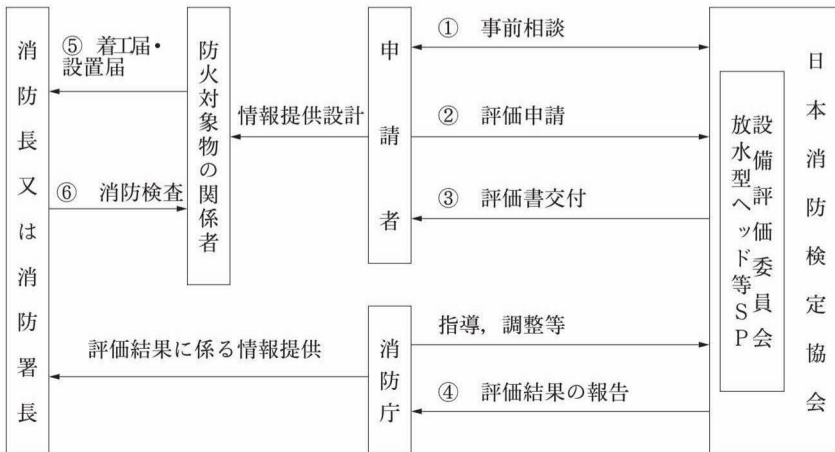 消防長又は消防署長
⑤ 着工届・
設置届
⑥ 消防検査
防火対象物の関係者
情報提供設計
申請者
① 事前相談
② 評価申請
③ 評価書交付
放水型ヘッド等SP
設備評価委員会
日本消防検定協会
評価結果に係る情報提供
消防庁
指導，調整等
④ 評価結果の報告